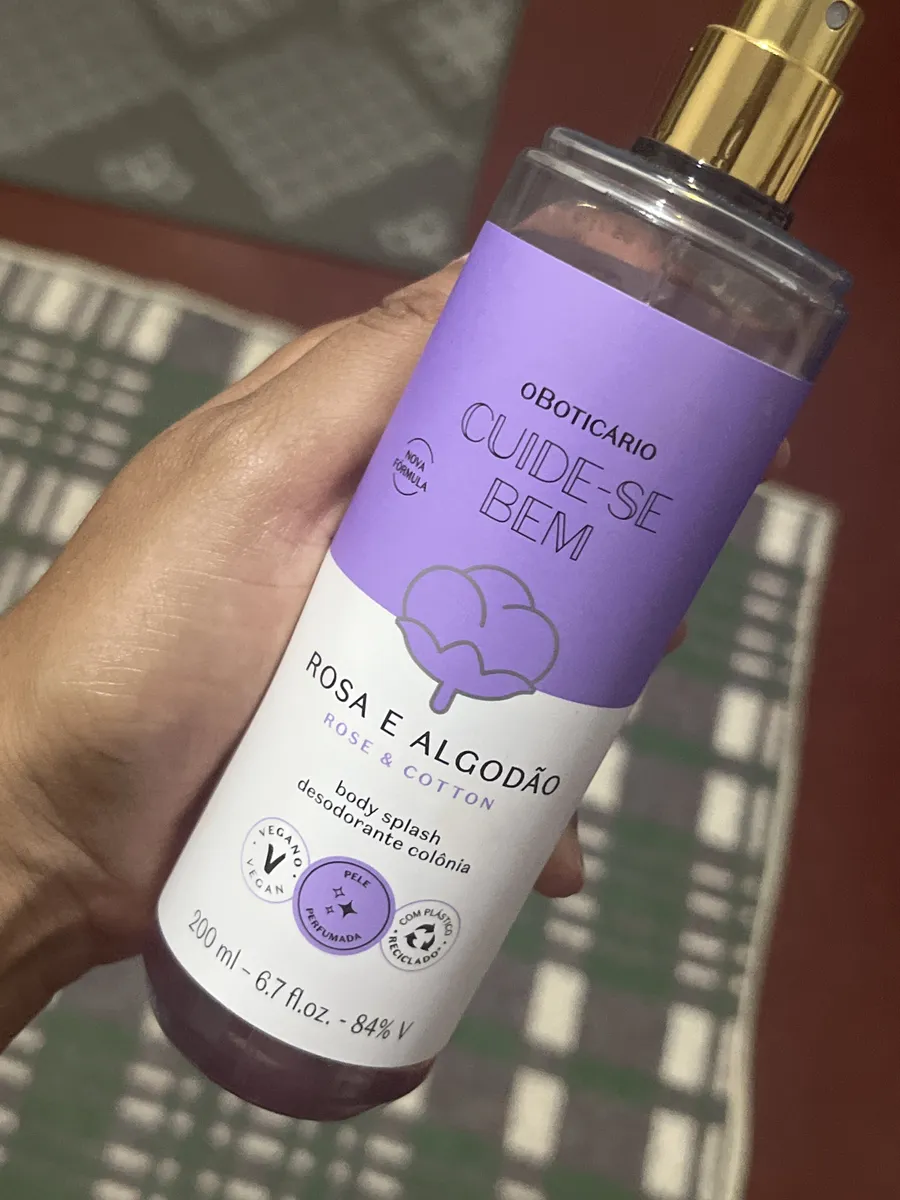 oBOTICÁRIO
CUIDE-SE
BEM
NOVA
FÓRMULA
ROSA E ALGODÃO
ROSE & COTTON
body splash
desodorante colônia
VEGANO
V
VEGAN
PELE
PERFUMADA
COM PLÁSTICO
RECICLADO*
200 ml - 6.7 fl.oz. - 84% V